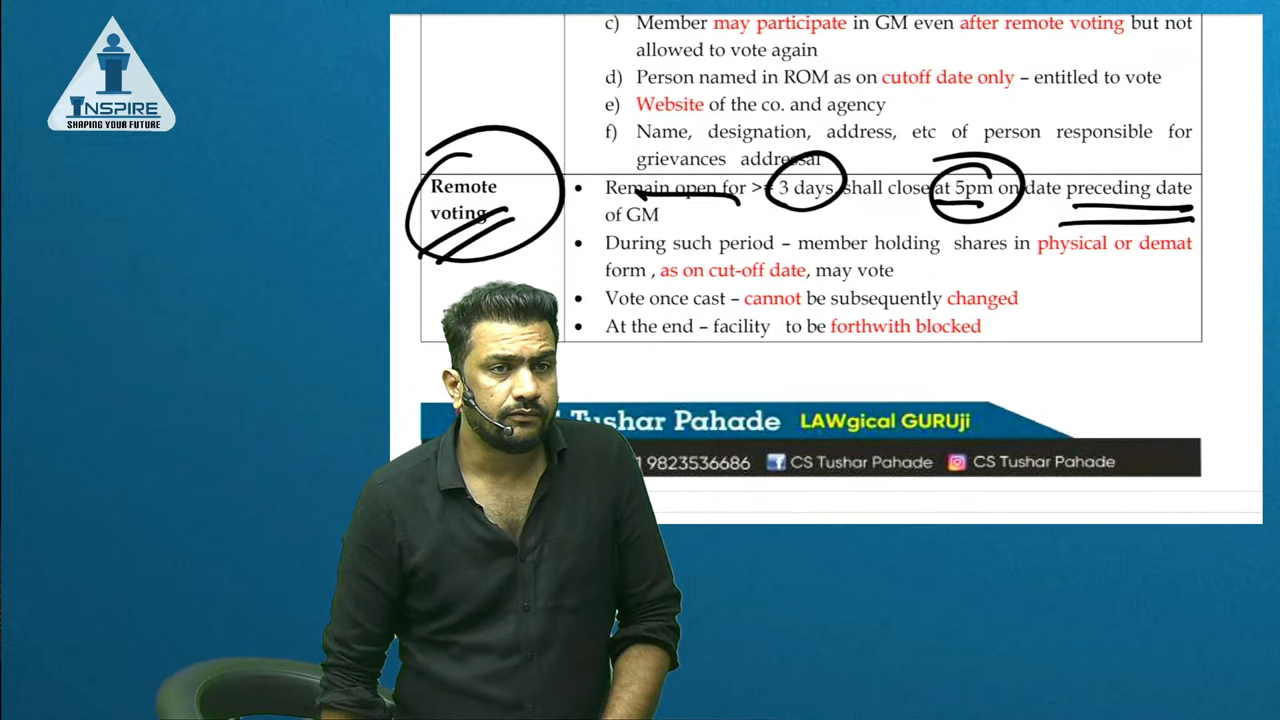 INSPIRE
SHAPING YOUR FUTURE
c) Member may participate in GM even after remote voting but not
allowed to vote again
d) Person named in ROM as on cutoff date only – entitled to vote
e) Website of the co. and agency
f) Name, designation, address, etc of person responsible for
grievances addressal
Remote
voting
• Remain open for >= 3 days, shall close at 5pm on date preceding date
of GM
• During such period – member holding shares in physical or demat
form , as on cut-off date, may vote
• Vote once cast – cannot be subsequently changed
• At the end – facility to be forthwith blocked
Tushar Pahade LAWgical GURUji
9823536686 CS Tushar Pahade CS Tushar Pahade